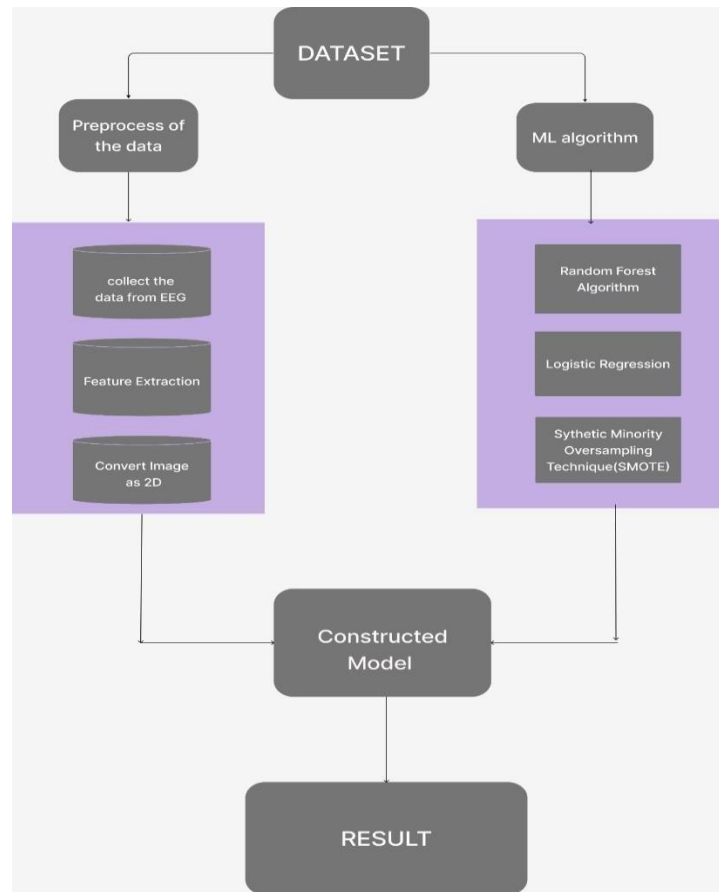 DATASET
Preprocess of
the data
ML algorithm
collect the
data from EEG
Feature Extraction
Convert Image
as 2D
Random Forest
Algorithm
Logistic Regression
Sythetic Minority
Oversampling
Technique(SMOTE)
Constructed
Model
RESULT